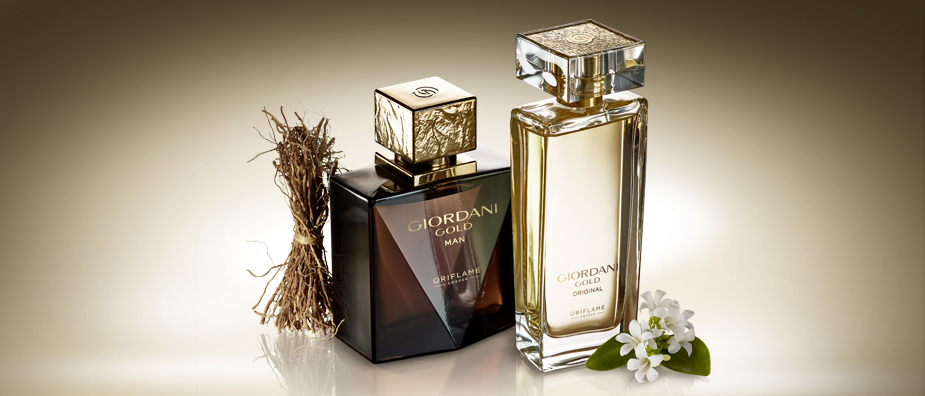 GIORDANI
GOLD
MAN
ORIFLAME
SWEDEN
GIORDANI
GOLD
ORIGINAL
ORIFLAME
SWEDEN